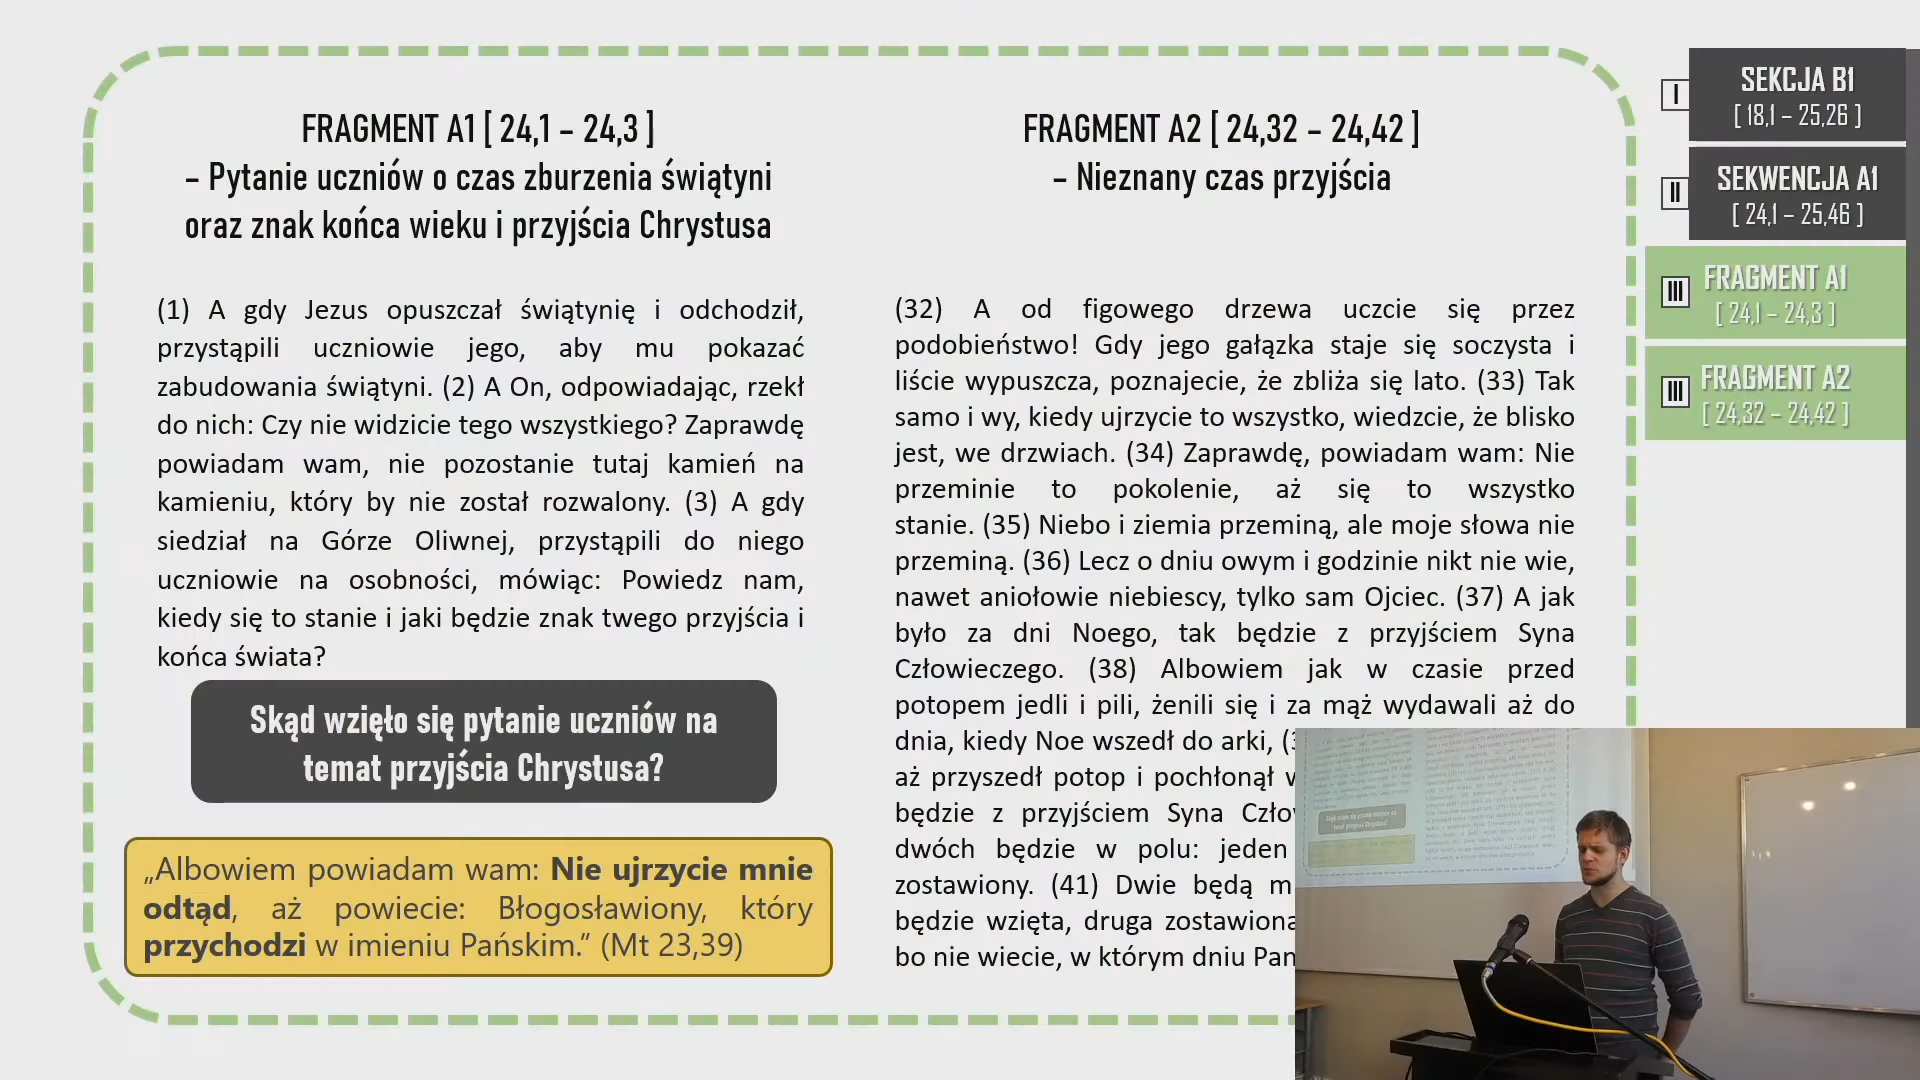 FRAGMENT A1 [ 24,1 – 24,3 ]
– Pytanie uczniów o czas zburzenia świątyni
oraz znak końca wieku i przyjścia Chrystusa
(1) A gdy Jezus opuszczał świątynię i odchodził,
przystąpili uczniowie jego, aby mu pokazać
zabudowania świątyni. (2) A On, odpowiadając, rzekł
do nich: Czy nie widzicie tego wszystkiego? Zaprawdę
powiadam wam, nie pozostanie tutaj kamień na
kamieniu, który by nie został rozwalony. (3) A gdy
siedział na Górze Oliwnej, przystąpili do niego
uczniowie na osobności, mówiąc: Powiedz nam,
kiedy się to stanie i jaki będzie znak twego przyjścia i
końca świata?
Skąd wzięło się pytanie uczniów na
temat przyjścia Chrystusa?
„Albowiem powiadam wam: Nie ujrzycie mnie
odtąd, aż powiecie: Błogosławiony, który
przychodzi w imieniu Pańskim.” (Mt 23,39)
FRAGMENT A2 [ 24,32 – 24,42 ]
– Nieznany czas przyjścia
(32) A od figowego drzewa uczcie się przez
podobieństwo! Gdy jego gałązka staje się soczysta i
liście wypuszcza, poznajecie, że zbliża się lato. (33) Tak
samo i wy, kiedy ujrzycie to wszystko, wiedzcie, że blisko
jest, we drzwiach. (34) Zaprawdę, powiadam wam: Nie
przeminie to pokolenie, aż się to wszystko
stanie. (35) Niebo i ziemia przeminą, ale moje słowa nie
przeminą. (36) Lecz o dniu owym i godzinie nikt nie wie,
nawet aniołowie niebiescy, tylko sam Ojciec. (37) A jak
było za dni Noego, tak będzie z przyjściem Syna
Człowieczego. (38) Albowiem jak w czasie przed
potopem jedli i pili, żenili się i za mąż wydawali aż do
dnia, kiedy Noe wszedł do arki,
aż przyszedł potop i pochłonął
będzie z przyjściem Syna
dwóch będzie w polu: jeden
zostawiony. (41) Dwie będą
będzie wzięta, druga
bo nie wiecie, w którym dniu
I
SEKCJA B1
[ 18,1 – 25,26 ]
II
SEKWENCJA A1
[ 24,1 – 25,46 ]
III
FRAGMENT A1
[ 24,1 – 24,3 ]
III
FRAGMENT A2
[ 24,32 – 24,42 ]